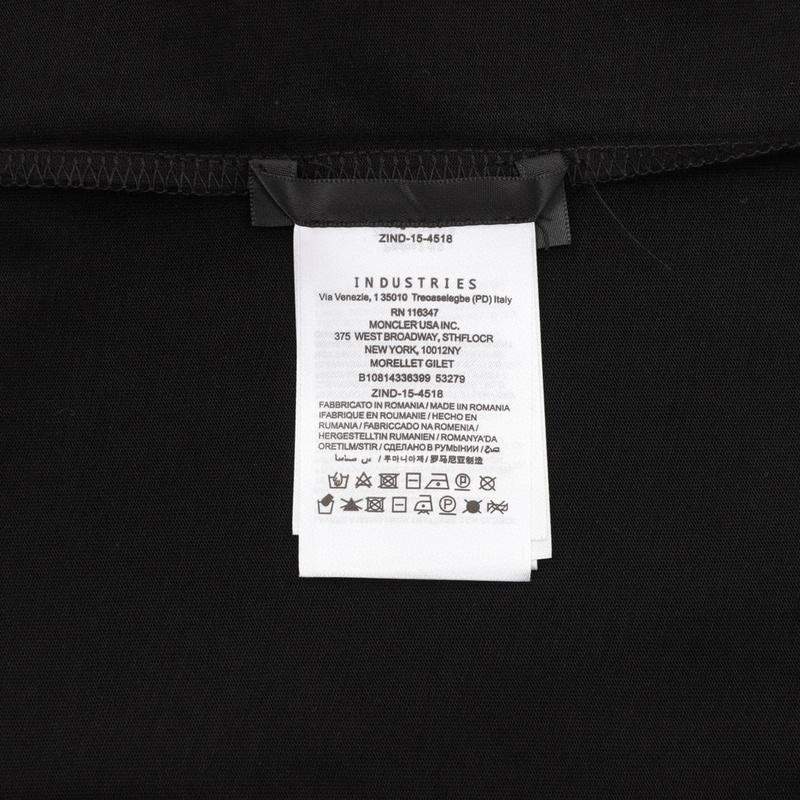 ZIND-15-4518
INDUSTRIES
Via Venezie, 1 35010 Treoaselegbe (PD) Italy
RN 116347
MONCLER USA INC.
375 WEST BROADWAY, STHFLOCR
NEW YORK, 10012NY
MORELLET GILET
B10814336399 53279
ZIND-15-4518
FABBRICATO IN ROMANIA / MADE IIN ROMANIA
IFABRIQUE EN ROUMANIE / HECHO EN
RUMANIA / FABRICCADO NA ROMENIA /
HERGESTELLTIN RUMANIEN / ROMANYA'DA
ORETILM/STIR / СДЕЛАНО В РУМЫНИИ /
/ 루마니아제 / 罗马尼亚制造